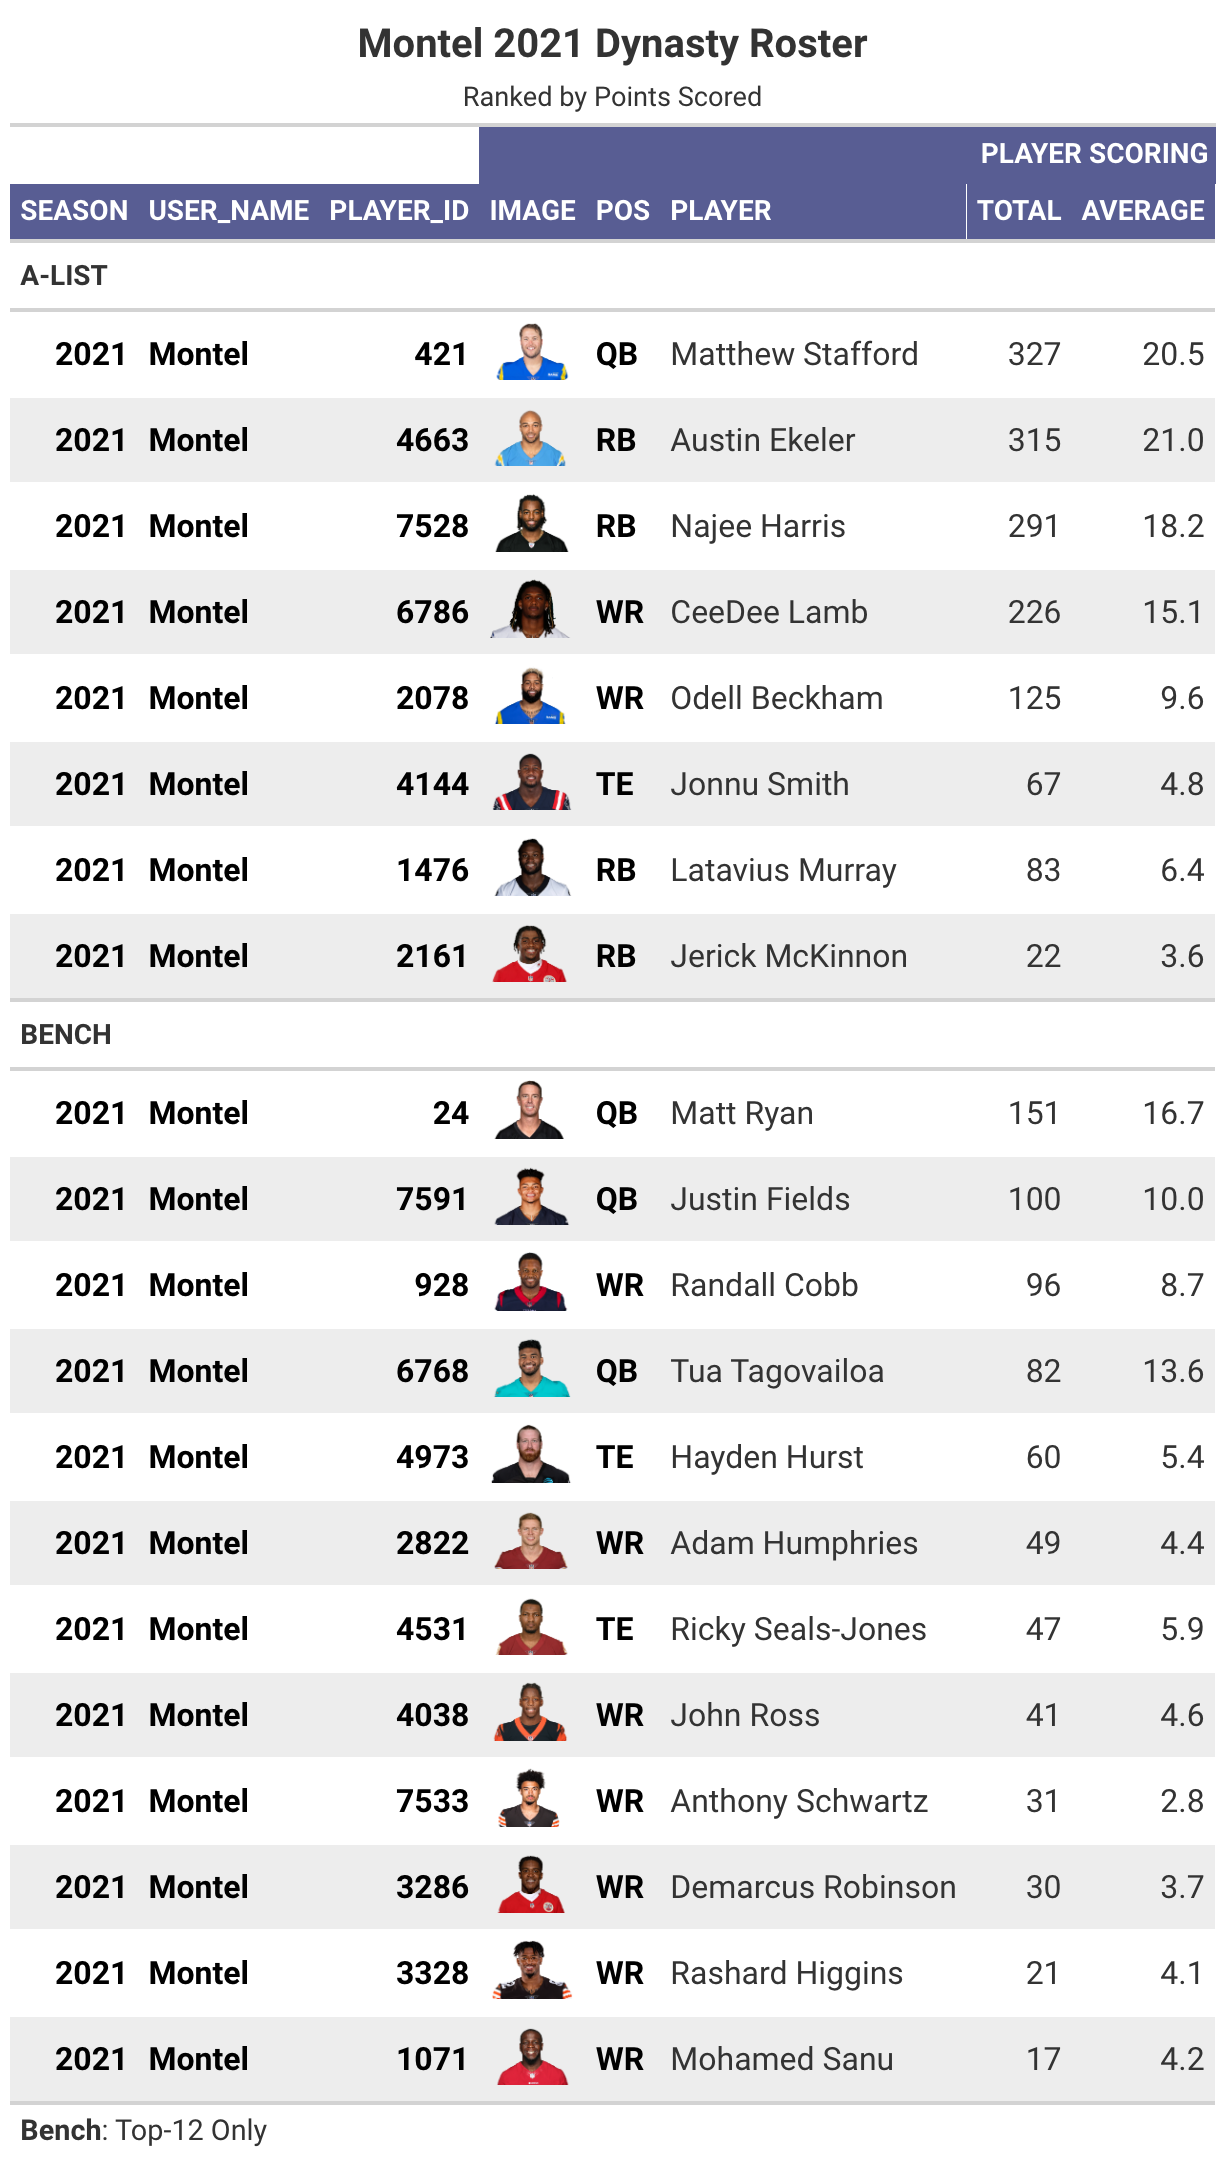 Montel 2021 Dynasty Roster
Ranked by Points Scored
PLAYER SCORING
SEASON USER_NAME PLAYER_ID IMAGE POS PLAYER TOTAL AVERAGE
A-LIST
2021 Montel 421 QB Matthew Stafford 327 20.5
2021 Montel 4663 RB Austin Ekeler 315 21.0
2021 Montel 7528 RB Najee Harris 291 18.2
2021 Montel 6786 WR CeeDee Lamb 226 15.1
2021 Montel 2078 WR Odell Beckham 125 9.6
2021 Montel 4144 TE Jonnu Smith 67 4.8
2021 Montel 1476 RB Latavius Murray 83 6.4
2021 Montel 2161 RB Jerick McKinnon 22 3.6
BENCH
2021 Montel 24 QB Matt Ryan 151 16.7
2021 Montel 7591 QB Justin Fields 100 10.0
2021 Montel 928 WR Randall Cobb 96 8.7
2021 Montel 6768 QB Tua Tagovailoa 82 13.6
2021 Montel 4973 TE Hayden Hurst 60 5.4
2021 Montel 2822 WR Adam Humphries 49 4.4
2021 Montel 4531 TE Ricky Seals-Jones 47 5.9
2021 Montel 4038 WR John Ross 41 4.6
2021 Montel 7533 WR Anthony Schwartz 31 2.8
2021 Montel 3286 WR Demarcus Robinson 30 3.7
2021 Montel 3328 WR Rashard Higgins 21 4.1
2021 Montel 1071 WR Mohamed Sanu 17 4.2
Bench: Top-12 Only